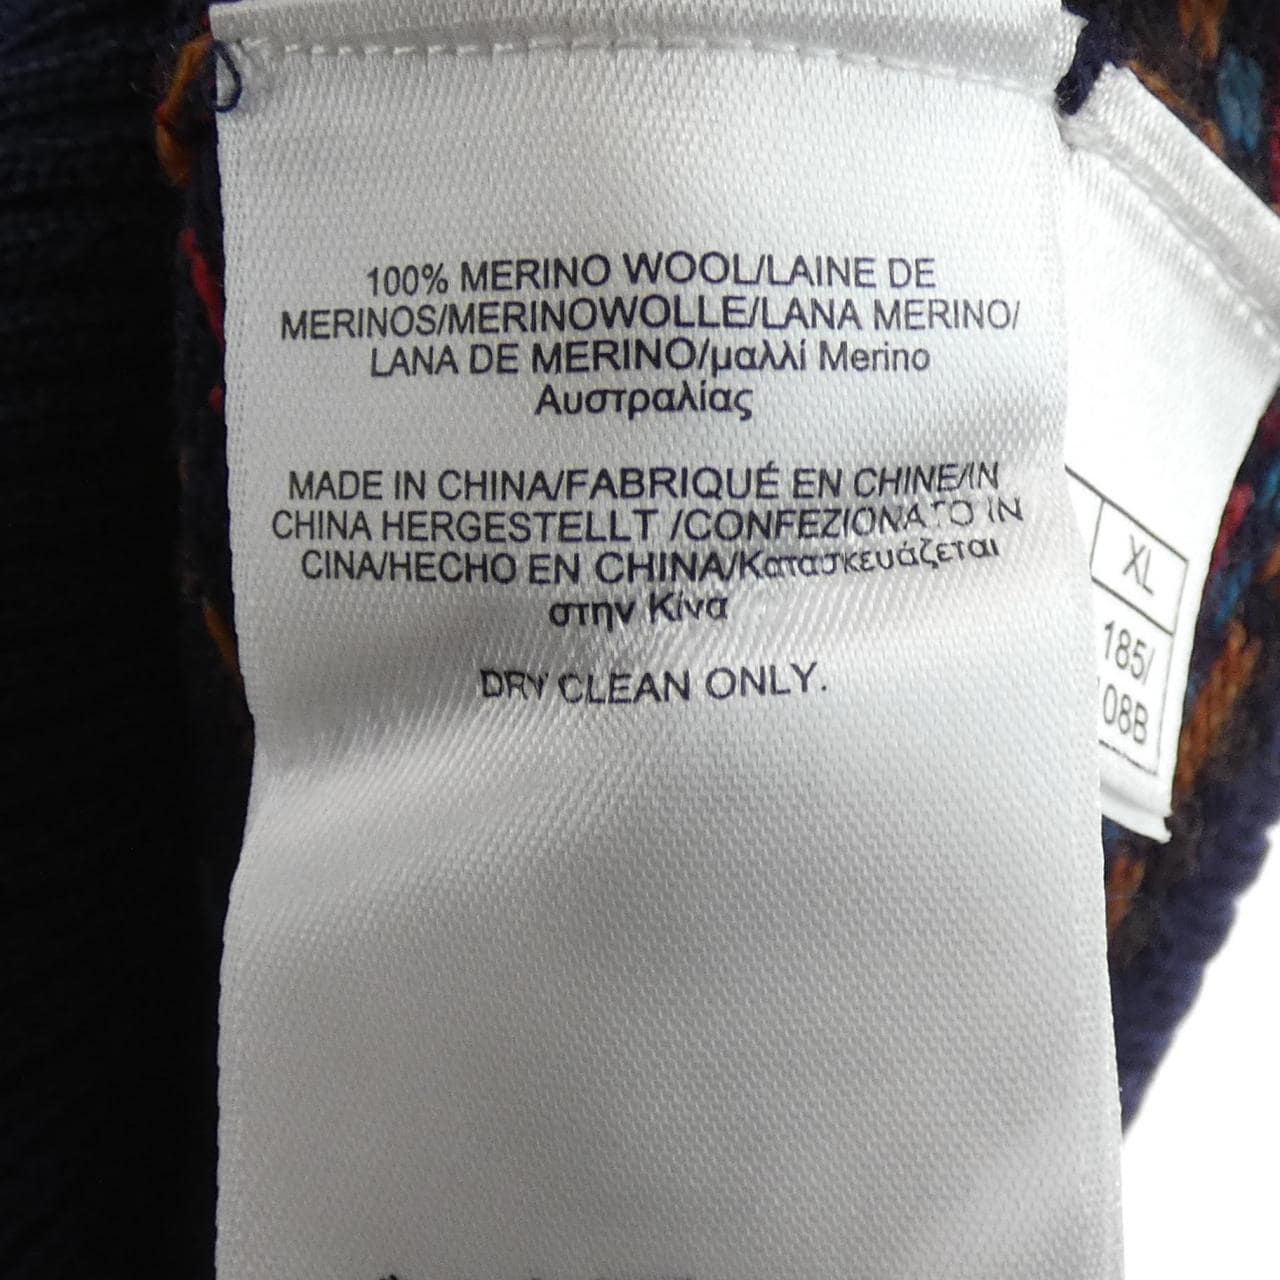 100% MERINO WOOL/LAINE DE
MERINOS/MERINOWOLLE/LANA MERINO/
LANA DE MERINO/μαλλί Merino
Αυστραλίας
MADE IN CHINA/FABRIQUÉ EN CHINE/IN
CHINA HERGESTELLT /CONFEZIONATO IN
CINA/HECHO EN CHINA/Κατασκευάζεται
στην Κίνα
DRY CLEAN ONLY.
XL
185/
08B